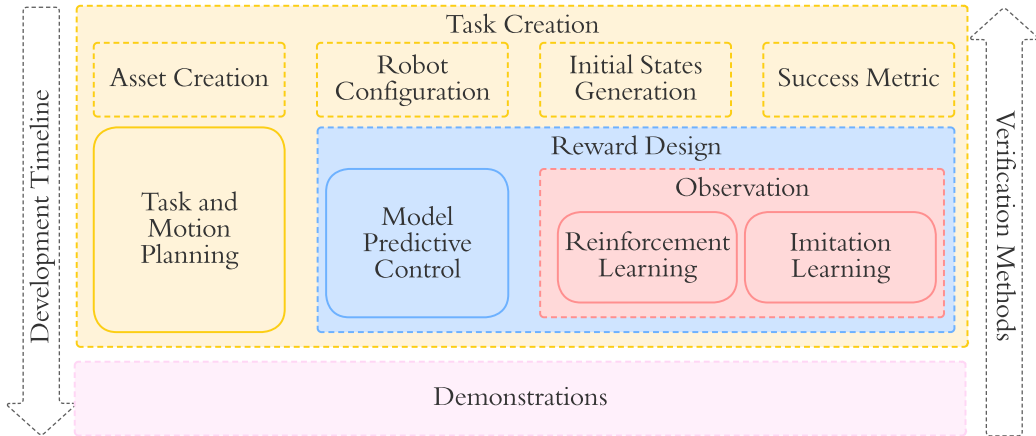 Task Creation
Asset Creation
Robot
Configuration
Initial States
Generation
Success Metric
Development Timeline
Verification Methods
Task and
Motion
Planning
Reward Design
Model
Predictive
Control
Observation
Reinforcement
Learning
Imitation
Learning
Demonstrations